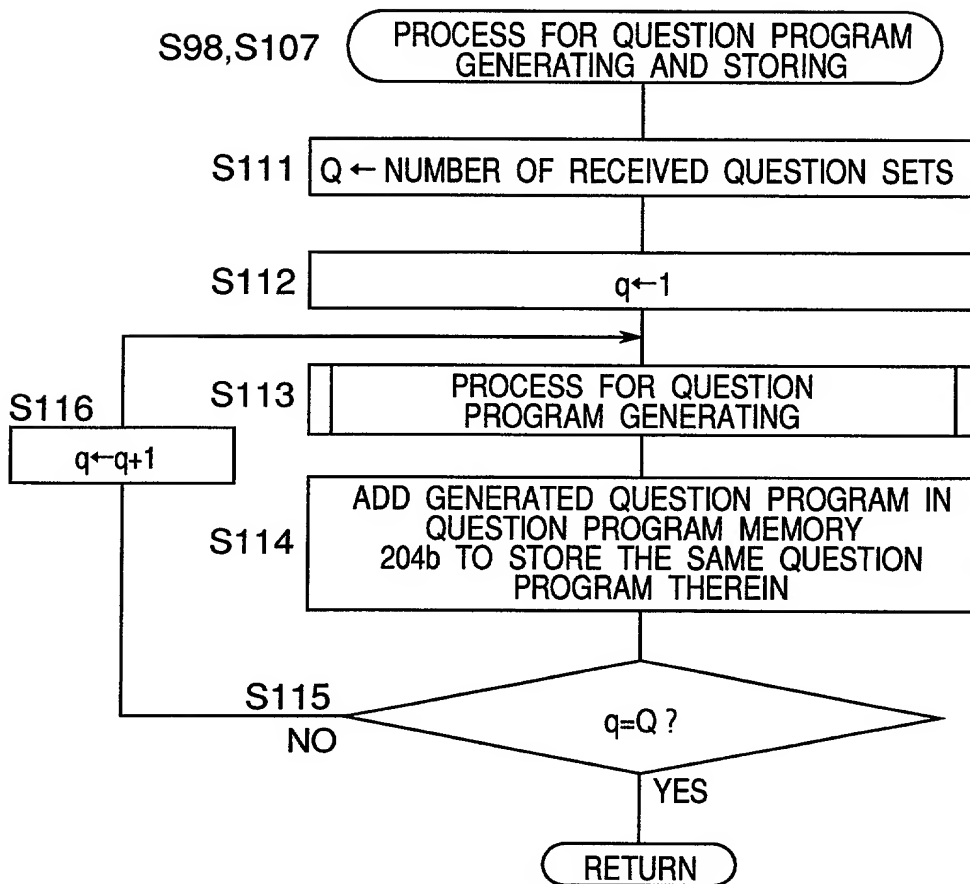 S98,S107
PROCESS FOR QUESTION PROGRAM
GENERATING AND STORING
S111
Q ← NUMBER OF RECEIVED QUESTION SETS
S112
q←1
S113
PROCESS FOR QUESTION
PROGRAM GENERATING
S116
q←q+1
S114
ADD GENERATED QUESTION PROGRAM IN
QUESTION PROGRAM MEMORY
204b TO STORE THE SAME QUESTION
PROGRAM THEREIN
S115
q=Q ?
NO
YES
RETURN